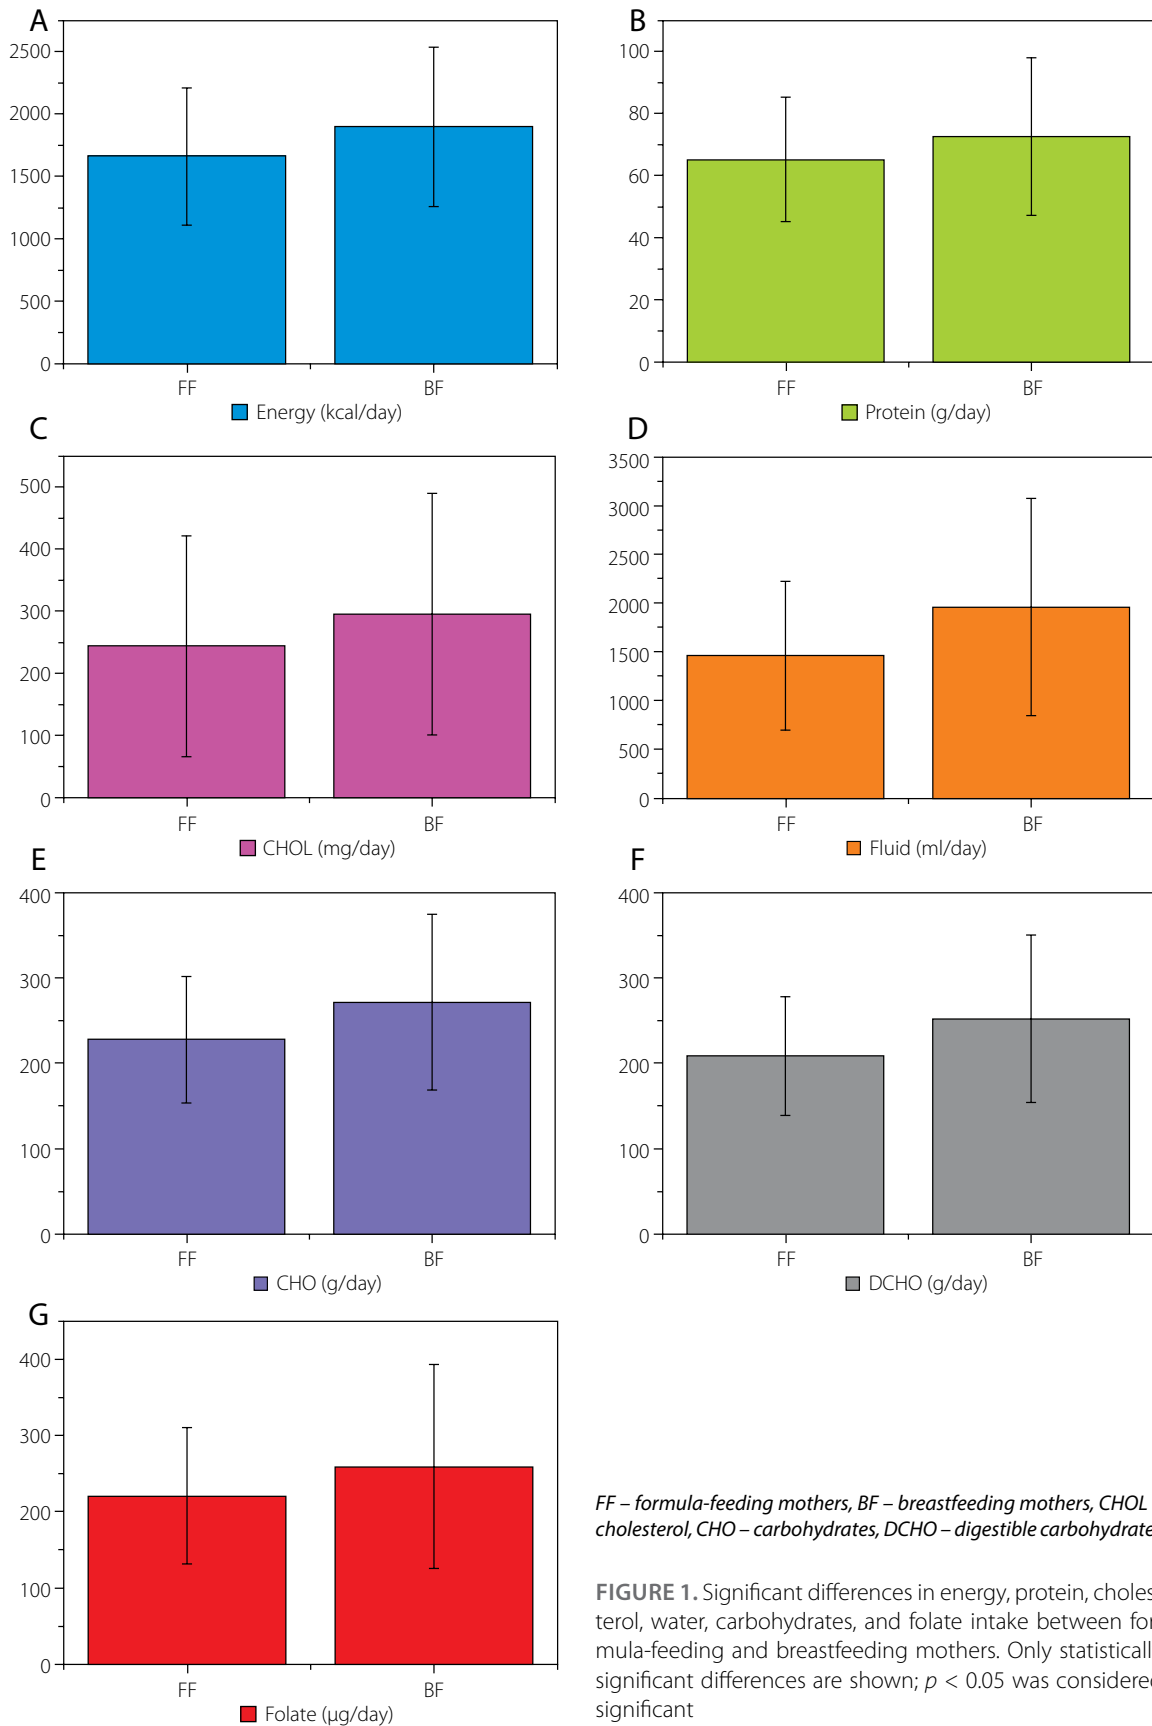 A
2500
2000
1500
1000
500
0
FF BF
Energy (kcal/day)
B
100
80
60
40
20
0
FF BF
Protein (g/day)
C
500
400
300
200
100
0
FF BF
CHOL (mg/day)
D
3500
3000
2500
2000
1500
1000
500
0
FF BF
Fluid (ml/day)
E
400
300
200
100
0
FF BF
CHO (g/day)
F
400
300
200
100
0
FF BF
DCHO (g/day)
G
400
300
200
100
0
FF BF
Folate (µg/day)
FF – formula-feeding mothers, BF – breastfeeding mothers, CHOL
cholesterol, CHO – carbohydrates, DCHO – digestible carbohydrate
FIGURE 1. Significant differences in energy, protein, choles
terol, water, carbohydrates, and folate intake between for
mula-feeding and breastfeeding mothers. Only statisticall
significant differences are shown; p < 0.05 was considered
significant